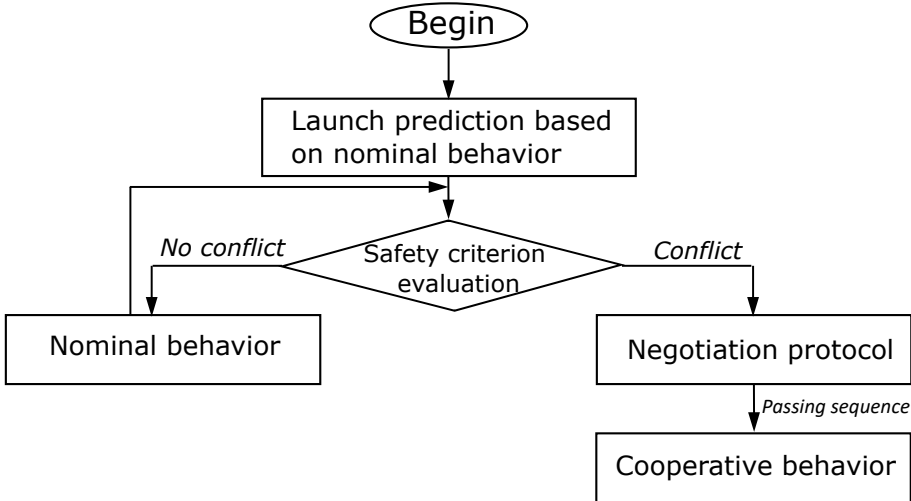 Begin
Launch prediction based
on nominal behavior
No conflict
Safety criterion
evaluation
Conflict
Nominal behavior
Negotiation protocol
Passing sequence
Cooperative behavior